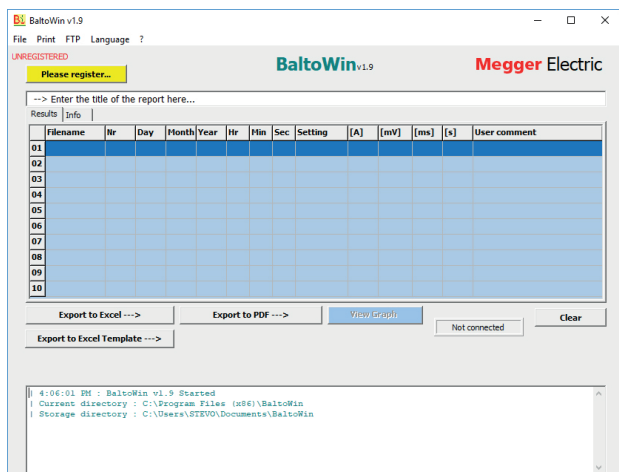 BaltoWin v1.9
File Print FTP Language ?
UNREGISTERED
Please register...
BaltoWin v1.9
Megger Electric
--> Enter the title of the report here...
Results Info
Filename Nr Day Month Year Hr Min Sec Setting [A] [mV] [ms] [s] User comment
01
02
03
04
05
06
07
08
09
10
Export to Excel ---> Export to PDF ---> View Graph Not connected Clear
Export to Excel Template --->
| 4:06:01 PM : BaltoWin v1.9 Started
| Current directory : C:\Program Files (x86)\BaltoWin
| Storage directory : C:\Users\STEVO\Documents\BaltoWin